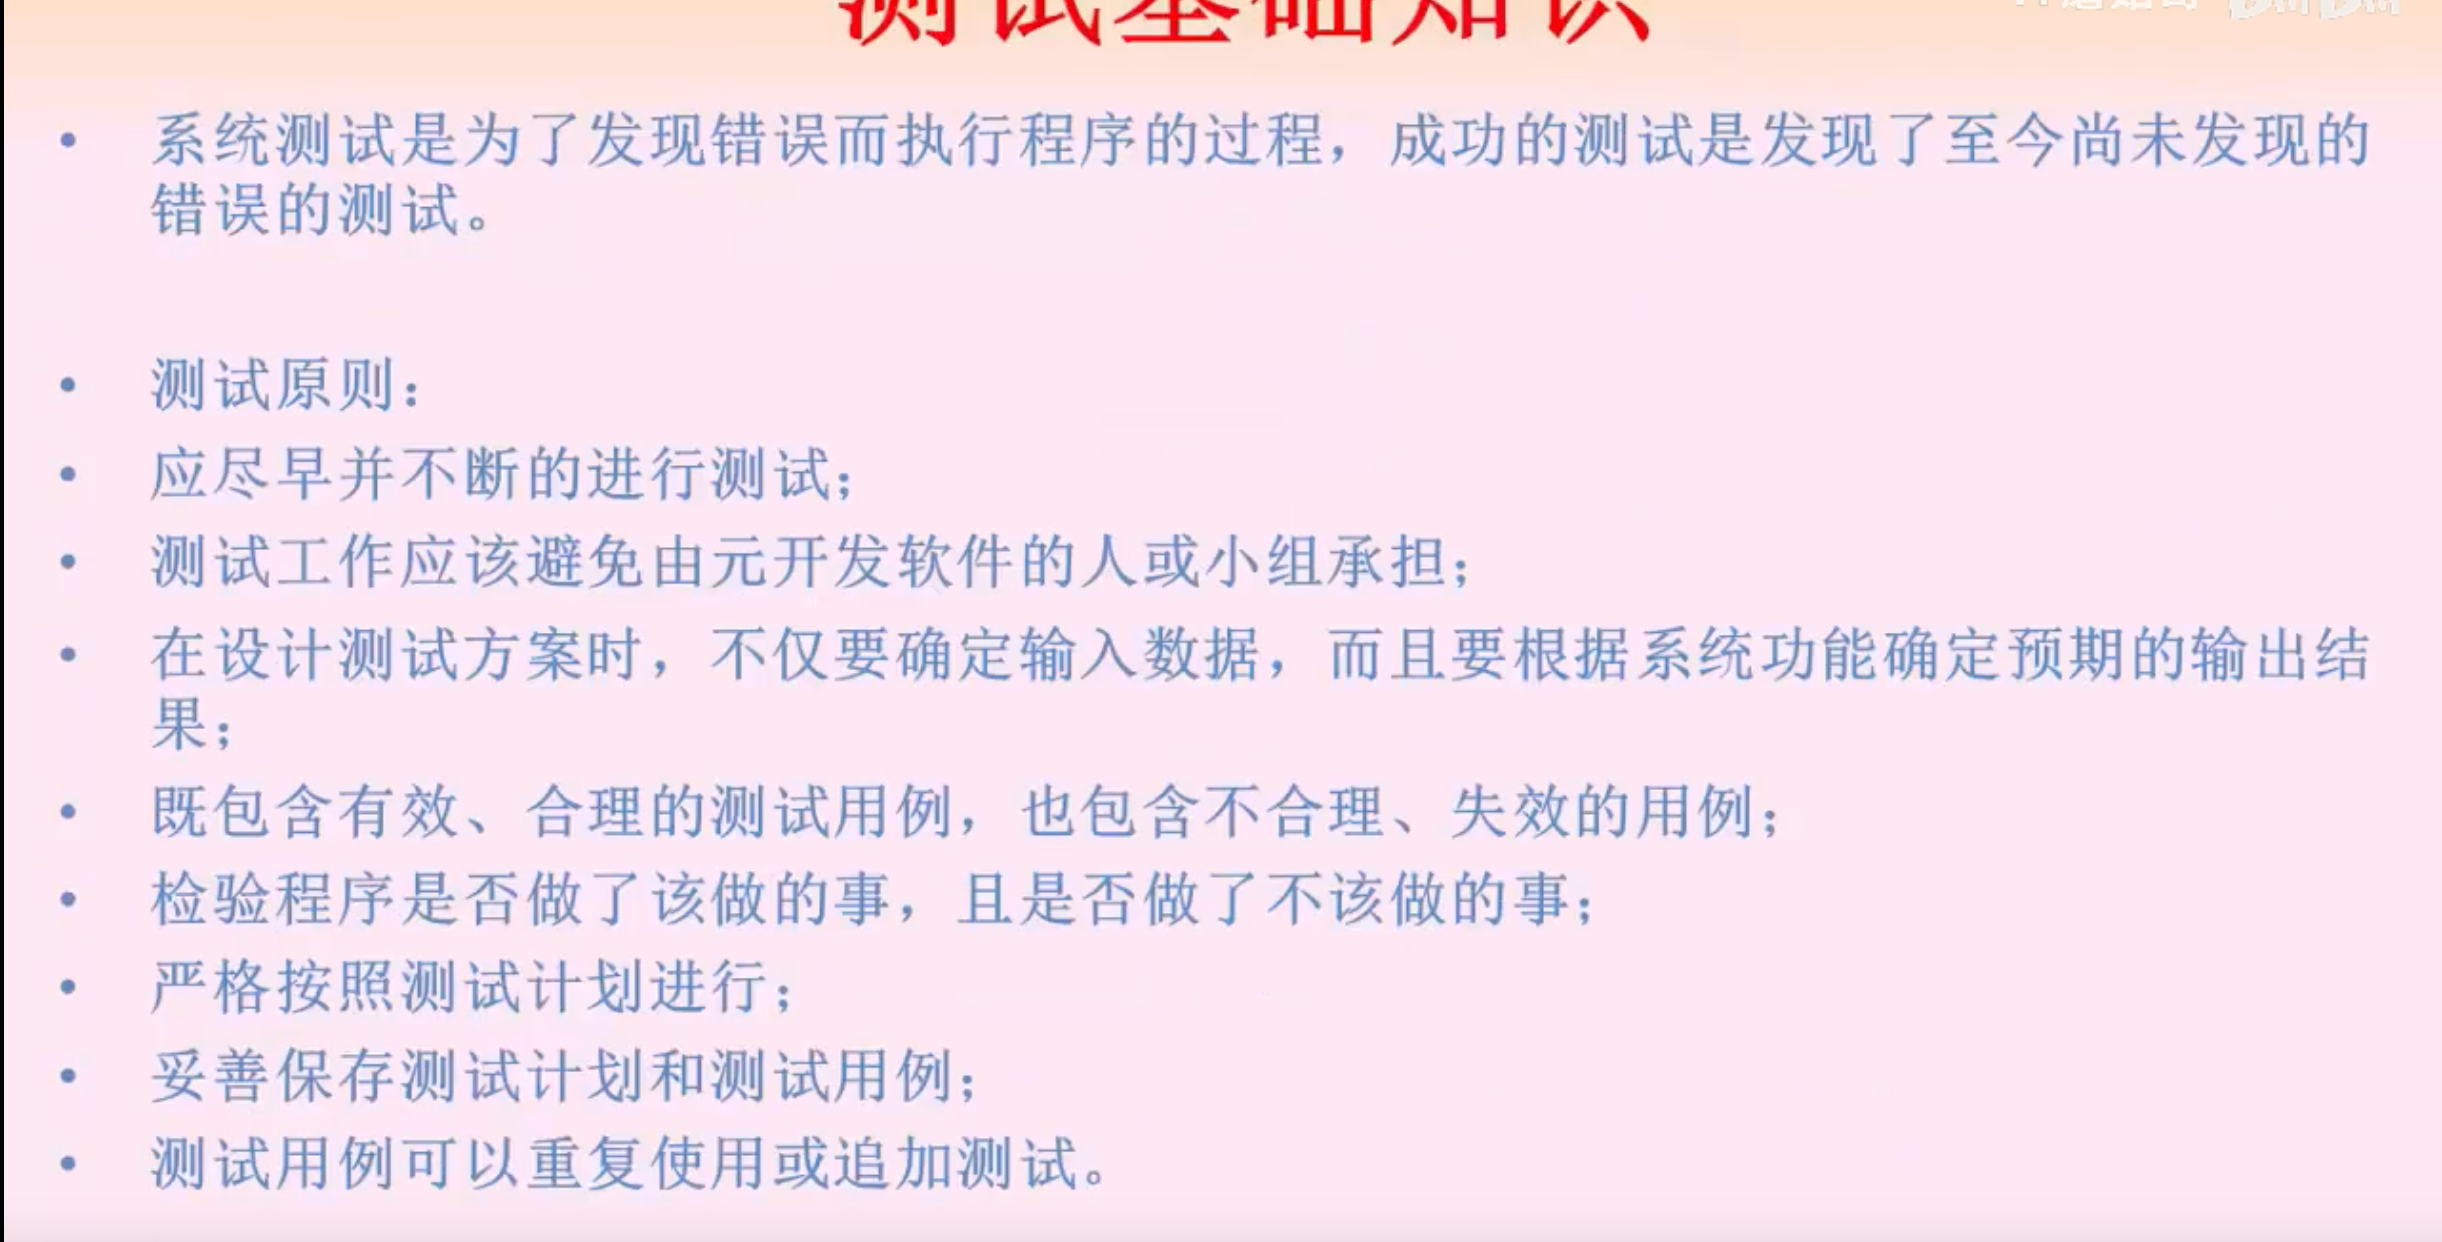 测试基础知识
• 系统测试是为了发现错误而执行程序的过程，成功的测试是发现了至今尚未发现的
错误的测试。
• 测试原则：
• 应尽早并不断的进行测试；
• 测试工作应该避免由元开发软件的人或小组承担；
• 在设计测试方案时，不仅要确定输入数据，而且要根据系统功能确定预期的输出结
果；
• 既包含有效、合理的测试用例，也包含不合理、失效的用例；
• 检验程序是否做了该做的事，且是否做了不该做的事；
• 严格按照测试计划进行；
• 妥善保存测试计划和测试用例；
• 测试用例可以重复使用或追加测试。